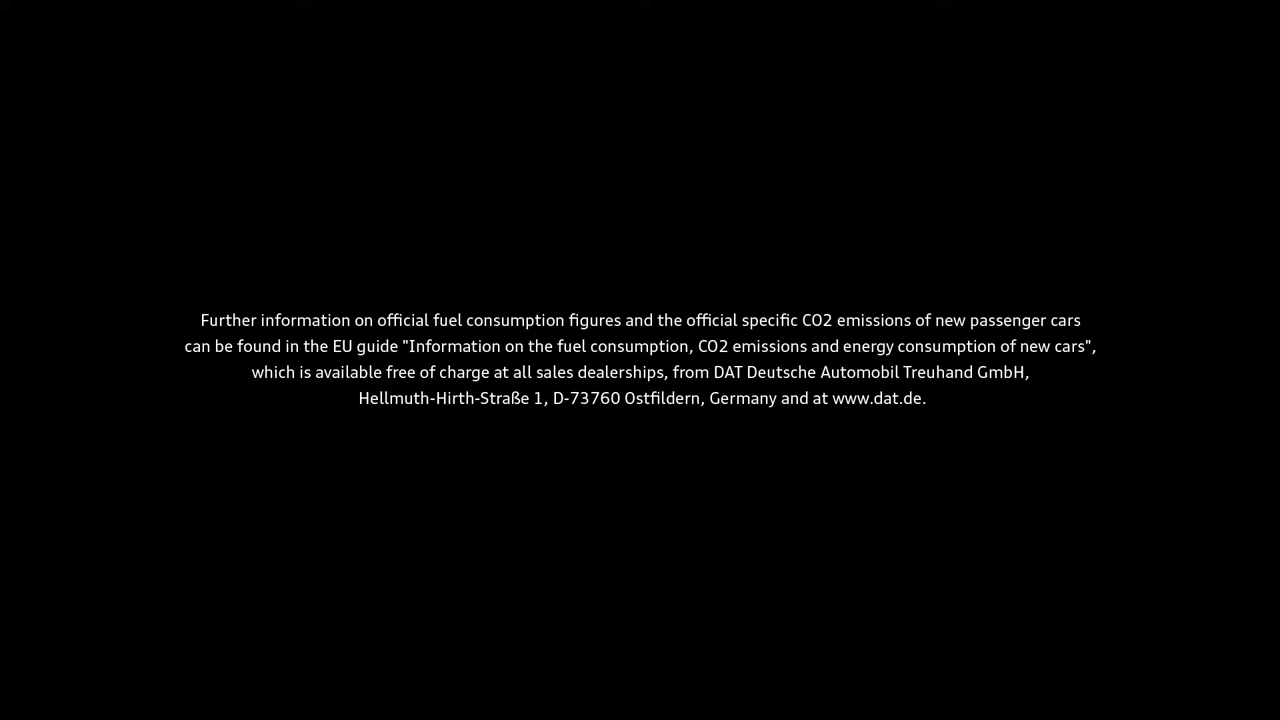 Further information on official fuel consumption figures and the official specific CO2 emissions of new passenger cars
can be found in the EU guide "Information on the fuel consumption, CO2 emissions and energy consumption of new cars",
which is available free of charge at all sales dealerships, from DAT Deutsche Automobil Treuhand GmbH,
Hellmuth-Hirth-Straße 1, D-73760 Ostfildern, Germany and at www.dat.de.